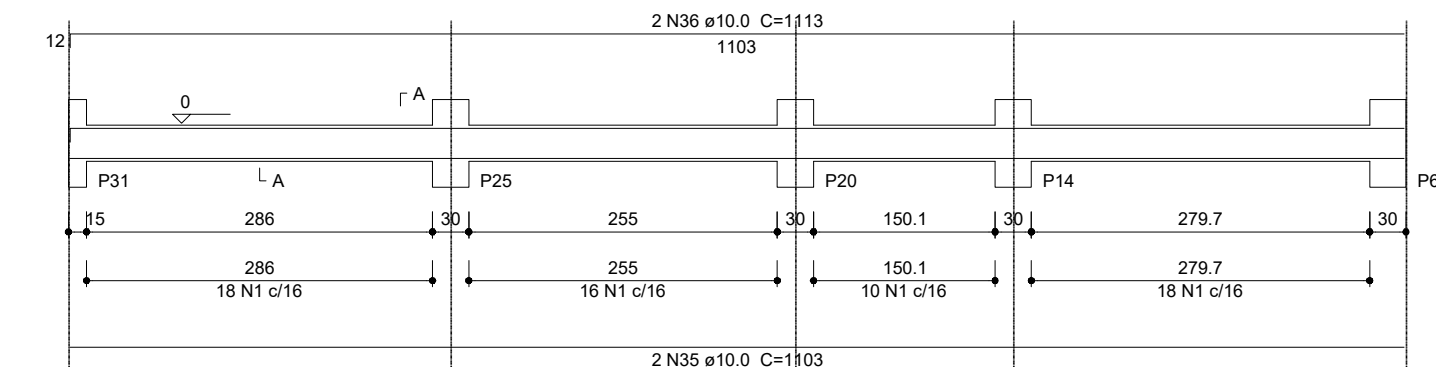 2 N36 ø10.0 C=1113
12
1103
0
A
P31
A
P25
P20
P14
P6
15
286
30
255
30
150.1
30
279.7
30
286
255
150.1
279.7
18 N1 c/16
16 N1 c/16
10 N1 c/16
18 N1 c/16
2 N35 ø10.0 C=1103